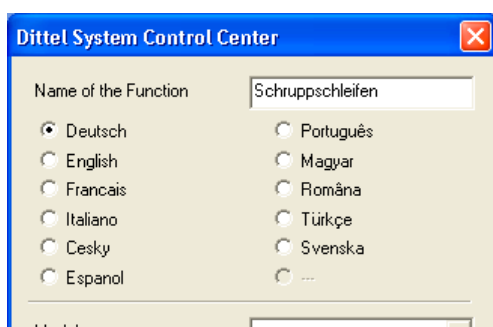 Dittel System Control Center
Name of the Function Schruppschleifen
Deutsch Português
English Magyar
Francais Româna
Italiano Türkçe
Cesky Svenska
Espanol ---